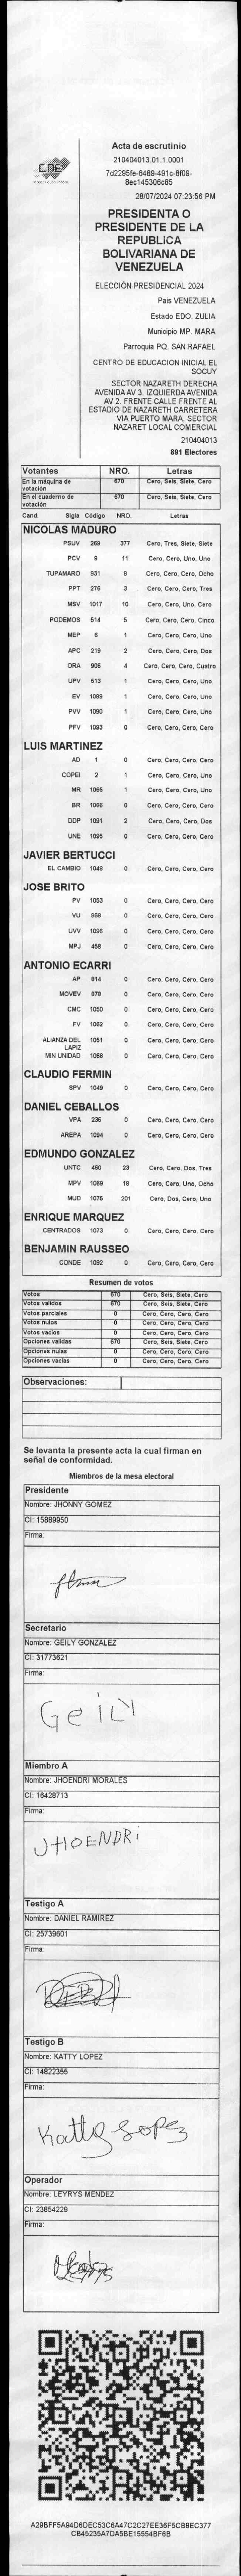 CNE
Acta de escrutinio
210404013.01.1.0001
7d2295fe-6489-491c-8f09-
8ec145306c85
28/07/2024 07:23:56 PM
PRESIDENTA O
PRESIDENTE DE LA
REPUBLICA
BOLIVARIANA DE
VENEZUELA
ELECCIÓN PRESIDENCIAL 2024
Pais VENEZUELA
Estado EDO. ZULIA
Municipio MP. MARA
Parroquia PQ. SAN RAFAEL
CENTRO DE EDUCACION INICIAL EL
SOCUY
SECTOR NAZARETH DERECHA
AVENIDA AV 3. IZQUIERDA AVENIDA
AV 2. FRENTE CALLE FRENTE AL
ESTADIO DE NAZARETH CARRETERA
VIA PUERTO MARA. SECTOR
NAZARET LOCAL COMERCIAL
210404013
891 Electores
Votantes NRO. Letras
En la máquina de votación 670 Cero, Seis, Siete, Cero
En el cuaderno de votación 670 Cero, Seis, Siete, Cero
Cand. Sigla Código NRO. Letras
NICOLAS MADURO
PSUV 269 377 Cero, Tres, Siete, Siete
PCV 9 11 Cero, Cero, Uno, Uno
TUPAMARO 931 8 Cero, Cero, Cero, Ocho
PPT 276 3 Cero, Cero, Cero, Tres
MSV 1017 10 Cero, Cero, Uno, Cero
PODEMOS 514 5 Cero, Cero, Cero, Cinco
MEP 6 1 Cero, Cero, Cero, Uno
APC 219 2 Cero, Cero, Cero, Dos
ORA 906 4 Cero, Cero, Cero, Cuatro
UPV 513 1 Cero, Cero, Cero, Uno
EV 1089 1 Cero, Cero, Cero, Uno
PVV 1090 1 Cero, Cero, Cero, Uno
PFV 1093 0 Cero, Cero, Cero, Cero
LUIS MARTINEZ
AD 1 0 Cero, Cero, Cero, Cero
COPEI 2 1 Cero, Cero, Cero, Uno
MR 1065 1 Cero, Cero, Cero, Uno
BR 1066 0 Cero, Cero, Cero, Cero
DDP 1091 2 Cero, Cero, Cero, Dos
UNE 1095 0 Cero, Cero, Cero, Cero
JAVIER BERTUCCI
EL CAMBIO 1048 0 Cero, Cero, Cero, Cero
JOSE BRITO
PV 1053 0 Cero, Cero, Cero, Cero
VU 868 0 Cero, Cero, Cero, Cero
UVV 1096 0 Cero, Cero, Cero, Cero
MPJ 458 0 Cero, Cero, Cero, Cero
ANTONIO ECARRI
AP 914 0 Cero, Cero, Cero, Cero
MOVEV 978 0 Cero, Cero, Cero, Cero
CMC 1050 0 Cero, Cero, Cero, Cero
FV 1082 0 Cero, Cero, Cero, Cero
ALIANZA DEL LAPIZ 1051 0 Cero, Cero, Cero, Cero
MIN UNIDAD 1068 0 Cero, Cero, Cero, Cero
CLAUDIO FERMIN
SPV 1049 0 Cero, Cero, Cero, Cero
DANIEL CEBALLOS
VPA 236 0 Cero, Cero, Cero, Cero
AREPA 1094 0 Cero, Cero, Cero, Cero
EDMUNDO GONZALEZ
UNTC 460 23 Cero, Cero, Dos, Tres
MPV 1069 18 Cero, Cero, Uno, Ocho
MUD 1075 201 Cero, Dos, Cero, Uno
ENRIQUE MARQUEZ
CENTRADOS 1073 0 Cero, Cero, Cero, Cero
BENJAMIN RAUSSEO
CONDE 1092 0 Cero, Cero, Cero, Cero
Resumen de votos
Votos 670 Cero, Seis, Siete, Cero
Votos validos 670 Cero, Seis, Siete, Cero
Votos parciales 0 Cero, Cero, Cero, Cero
Votos nulos 0 Cero, Cero, Cero, Cero
Votos vacios 0 Cero, Cero, Cero, Cero
Opciones validas 670 Cero, Seis, Siete, Cero
Opciones nulas 0 Cero, Cero, Cero, Cero
Opciones vacias 0 Cero, Cero, Cero, Cero
Observaciones:
Se levanta la presente acta la cual firman en
señal de conformidad.
Miembros de la mesa electoral
Presidente
Nombre: JHONNY GOMEZ
CI: 15889950
Firma:
Secretario
Nombre: GEILY GONZALEZ
CI: 31773621
Firma:
GeiLY
Miembro A
Nombre: JHOENDRI MORALES
CI: 16428713
Firma:
JHOENDRi
Testigo A
Nombre: DANIEL RAMIREZ
CI: 25739601
Firma:
Testigo B
Nombre: KATTY LOPEZ
CI: 14822355
Firma:
Katty Lopez
Operador
Nombre: LEYRYS MENDEZ
CI: 23854229
Firma:
A29BFF5A94D6DEC53C6A47C2C27EE36F5CB8EC377
CB45235A7DA5BE15554BF6B